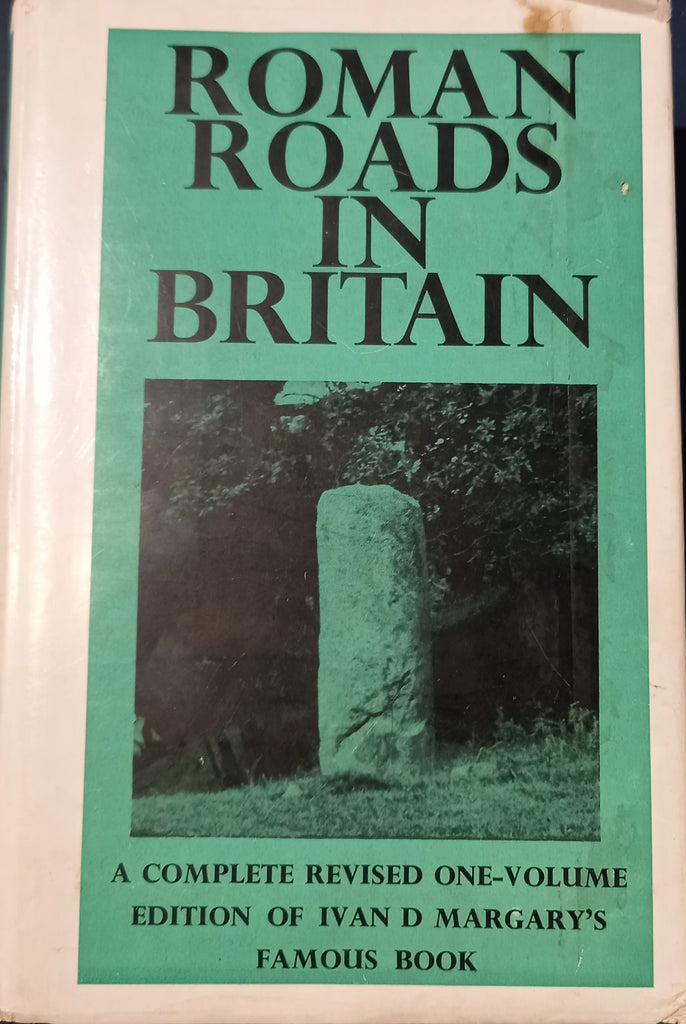 ROMAN
ROADS
IN
BRITAIN
A COMPLETE REVISED ONE-VOLUME
EDITION OF IVAN D MARGARY'S
FAMOUS BOOK